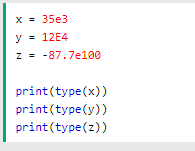 x = 35e3
y = 12E4
z = -87.7e100
print(type(x))
print(type(y))
print(type(z))